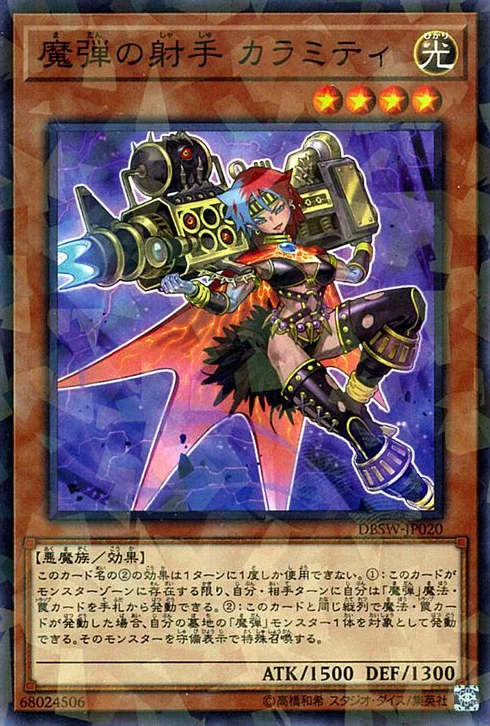 魔弾の射手 カラミティ
光
DBSW-JP020
【悪魔族/効果】
このカード名の②の効果は1ターンに1度しか使用できない。①:このカードが
モンスターゾーンに存在する限り、自分・相手ターンに自分は「魔弾」魔法・
罠カードを手札から発動できる。②:このカードと同じ縦列で魔法・罠カー
ドが発動した場合、自分の墓地の「魔弾」モンスター1体を対象として発動
できる。そのモンスターを守備表示で特殊召喚する。
ATK/1500 DEF/1300
68024506
©高橋和希 スタジオ・ダイス/集英社